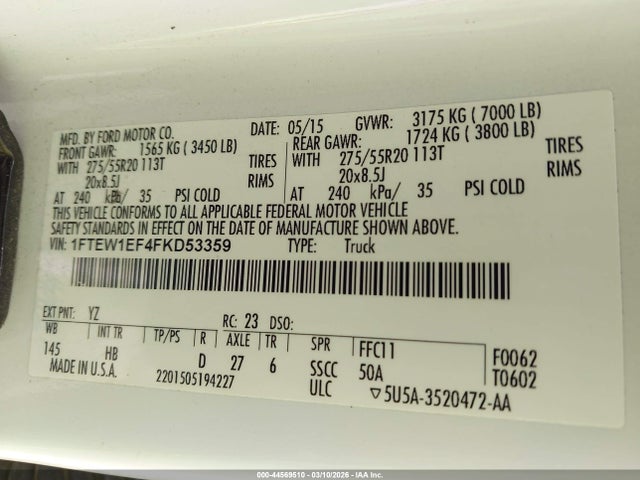 MFD. BY FORD MOTOR CO.
DATE: 05/15 GVWR: 3175 KG ( 7000 LB)
FRONT GAWR: 1565 KG ( 3450 LB)
REAR GAWR: 1724 KG ( 3800 LB)
WITH 275/55R20 113T TIRES
WITH 275/55R20 113T TIRES
20x8.5J RIMS
20x8.5J RIMS
AT 240 kPa/ 35 PSI COLD
AT 240 kPa/ 35 PSI COLD
THIS VEHICLE CONFORMS TO ALL APPLICABLE FEDERAL MOTOR VEHICLE
SAFETY STANDARDS IN EFFECT ON THE DATE OF MANUFACTURE SHOWN ABOVE.
VIN: 1FTEW1EF4FKD53359 TYPE: Truck
EXT PNT: YZ RC: 23 DSO:
WB INT TR TP/PS R AXLE TR SPR FFC11 F0062
145 HB D 27 6 SSCC 50A T0602
MADE IN U.S.A. 2201505194227 ULC ▽5U5A-3520472-AA
000-44569510 - 03/10/2026 - IAA Inc.